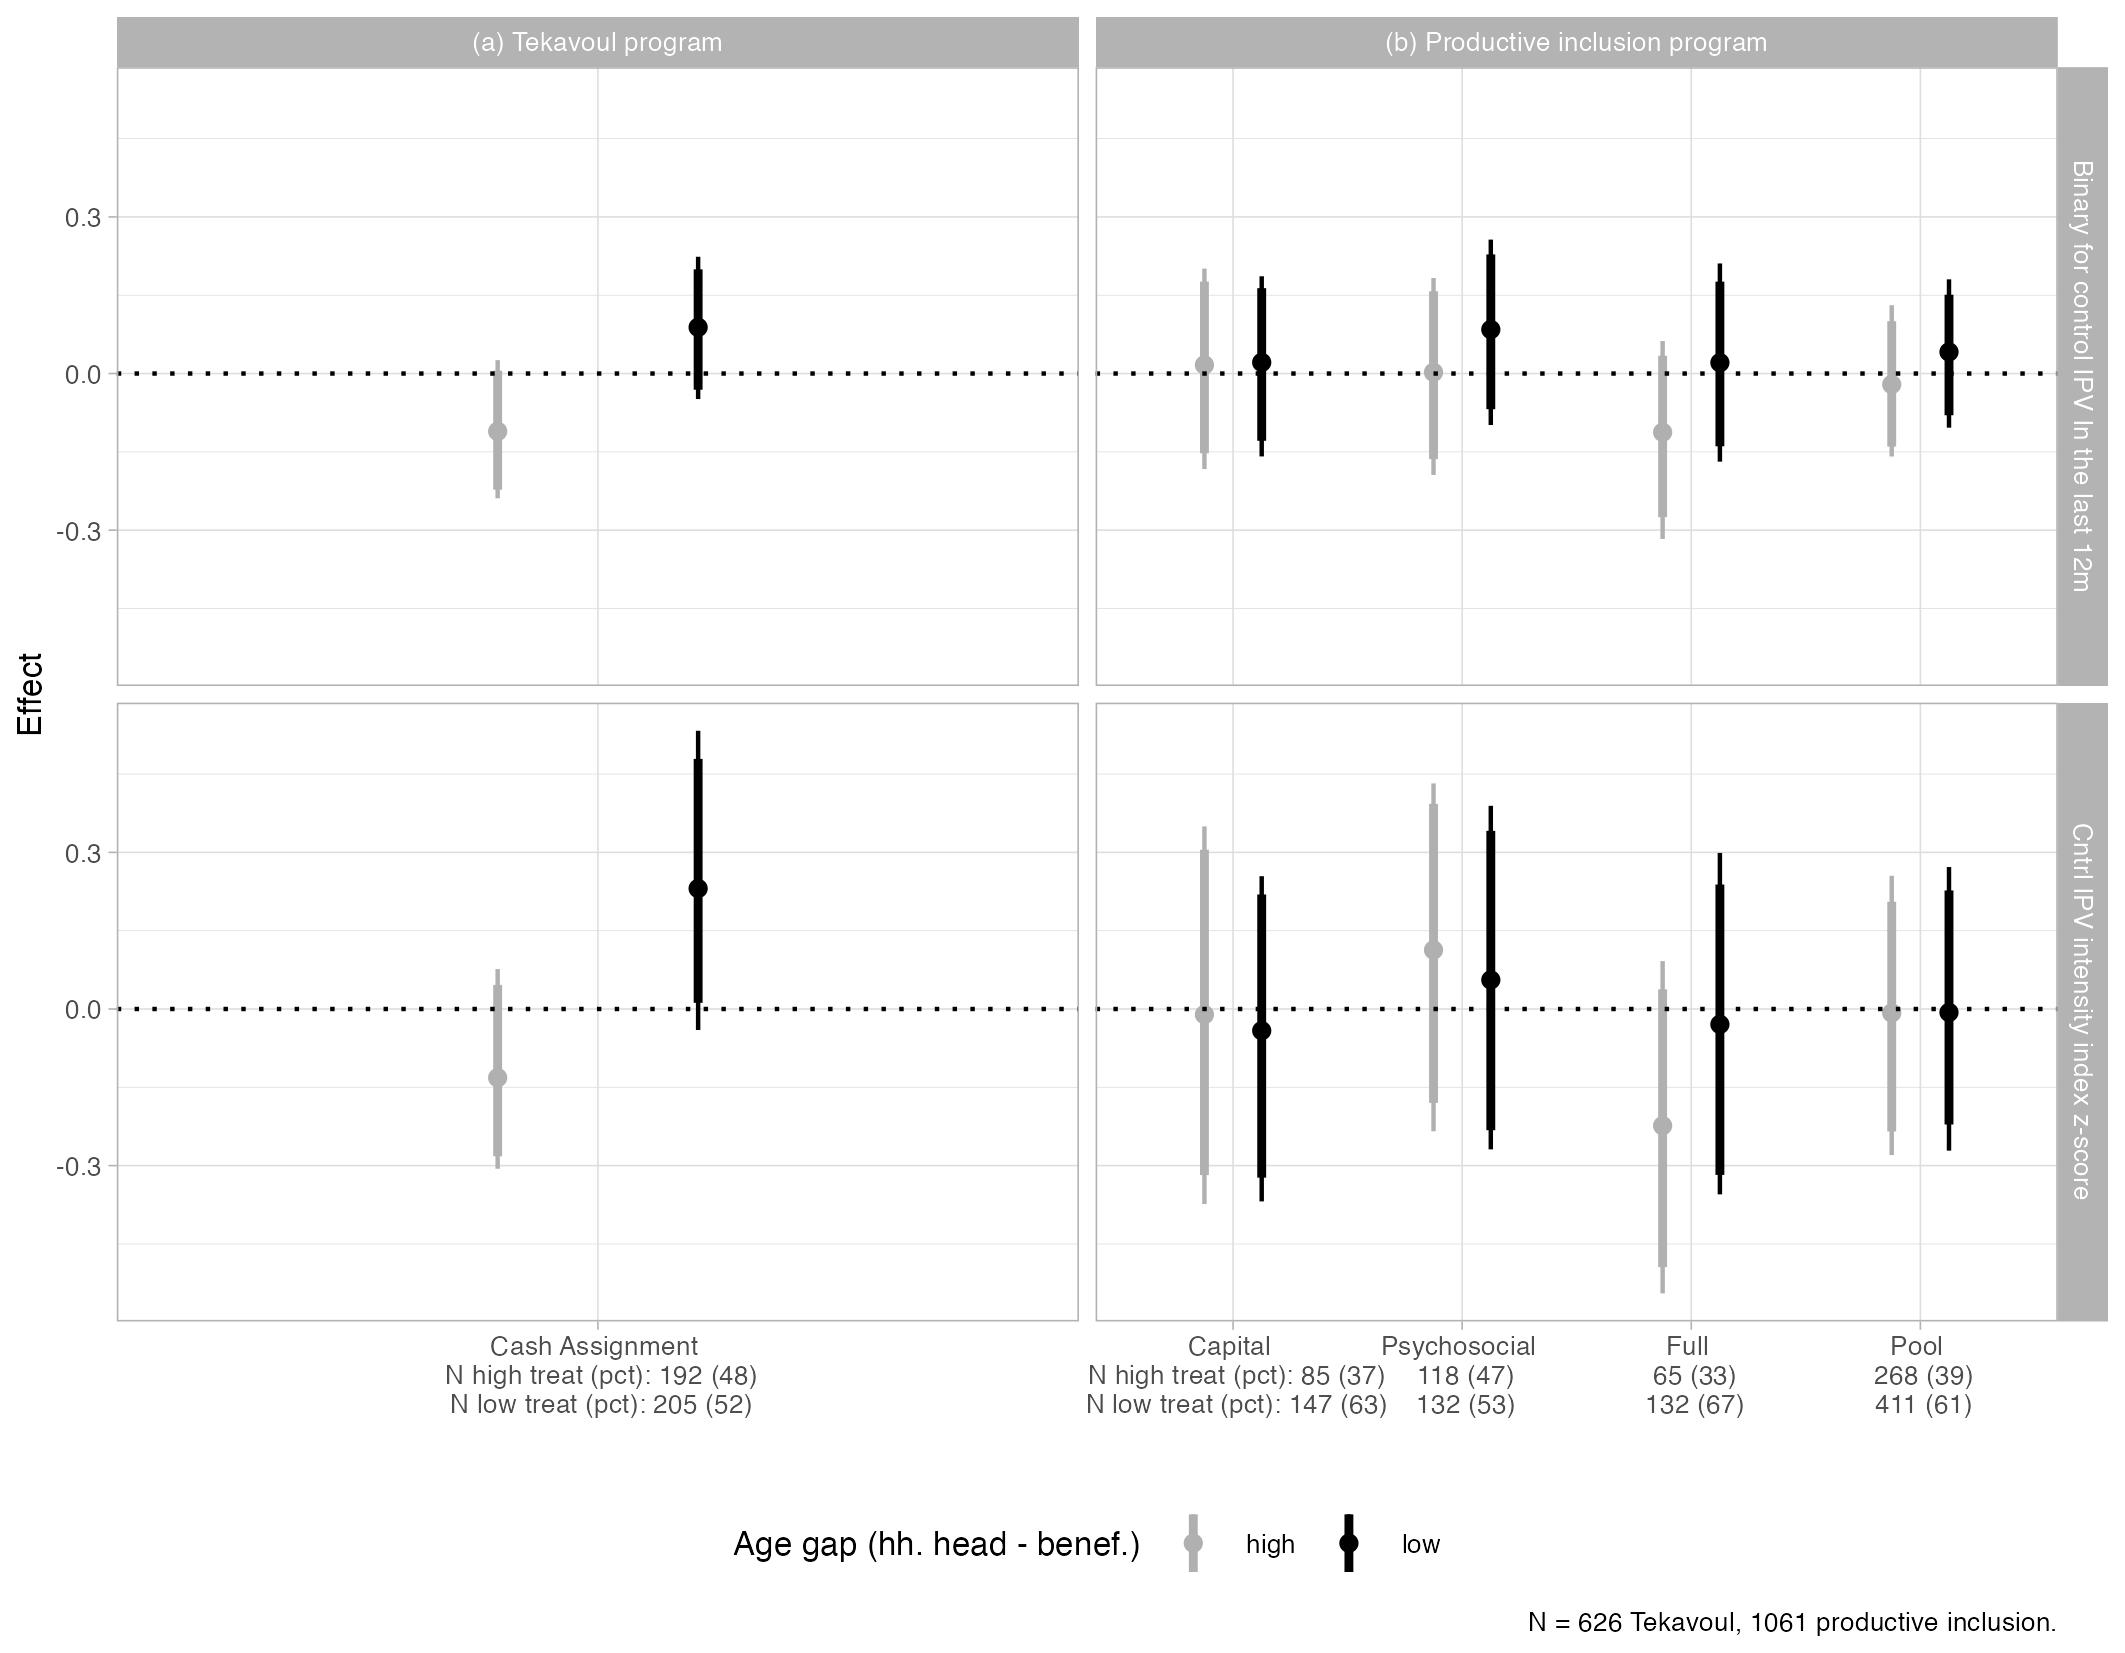 (a) Tekavoul program
(b) Productive inclusion program
Binary for control IPV In the last 12m
Cntrl IPV intensity index z-score
Effect
0.3
0.0
-0.3
0.3
0.0
-0.3
Cash Assignment
N high treat (pct): 192 (48)
N low treat (pct): 205 (52)
Capital
N high treat (pct): 85 (37)
N low treat (pct): 147 (63)
Psychosocial
118 (47)
132 (53)
Full
65 (33)
132 (67)
Pool
268 (39)
411 (61)
Age gap (hh. head - benef.) high low
N = 626 Tekavoul, 1061 productive inclusion.